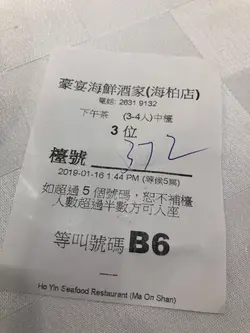 豪宴海鮮酒家(海柏店)
電話: 2631 9132
下午茶 (3-4人)中檯
3 位
檯號 372
2019-01-16 1:44 PM (等候5檯)
如超過 5 個號碼，恕不補檯
人數超過半數方可入座
等叫號碼 B6
Ho Yin Seafood Restaurant (Ma On Shan)